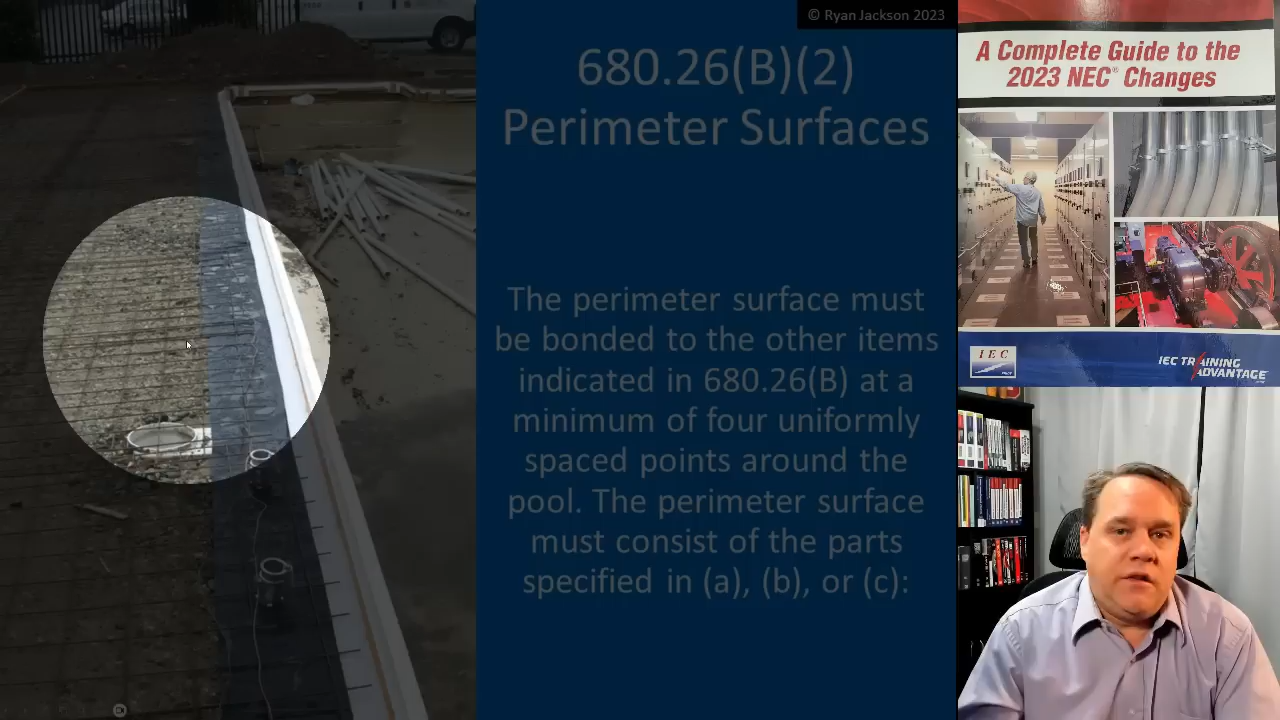 © Ryan Jackson 2023
680.26(B)(2)
Perimeter Surfaces
The perimeter surface must
be bonded to the other items
indicated in 680.26(B) at a
minimum of four uniformly
spaced points around the
pool. The perimeter surface
must consist of the parts
specified in (a), (b), or (c):
A Complete Guide to the
2023 NEC® Changes
IEC
IEC TRAINING
ADVANTAGE